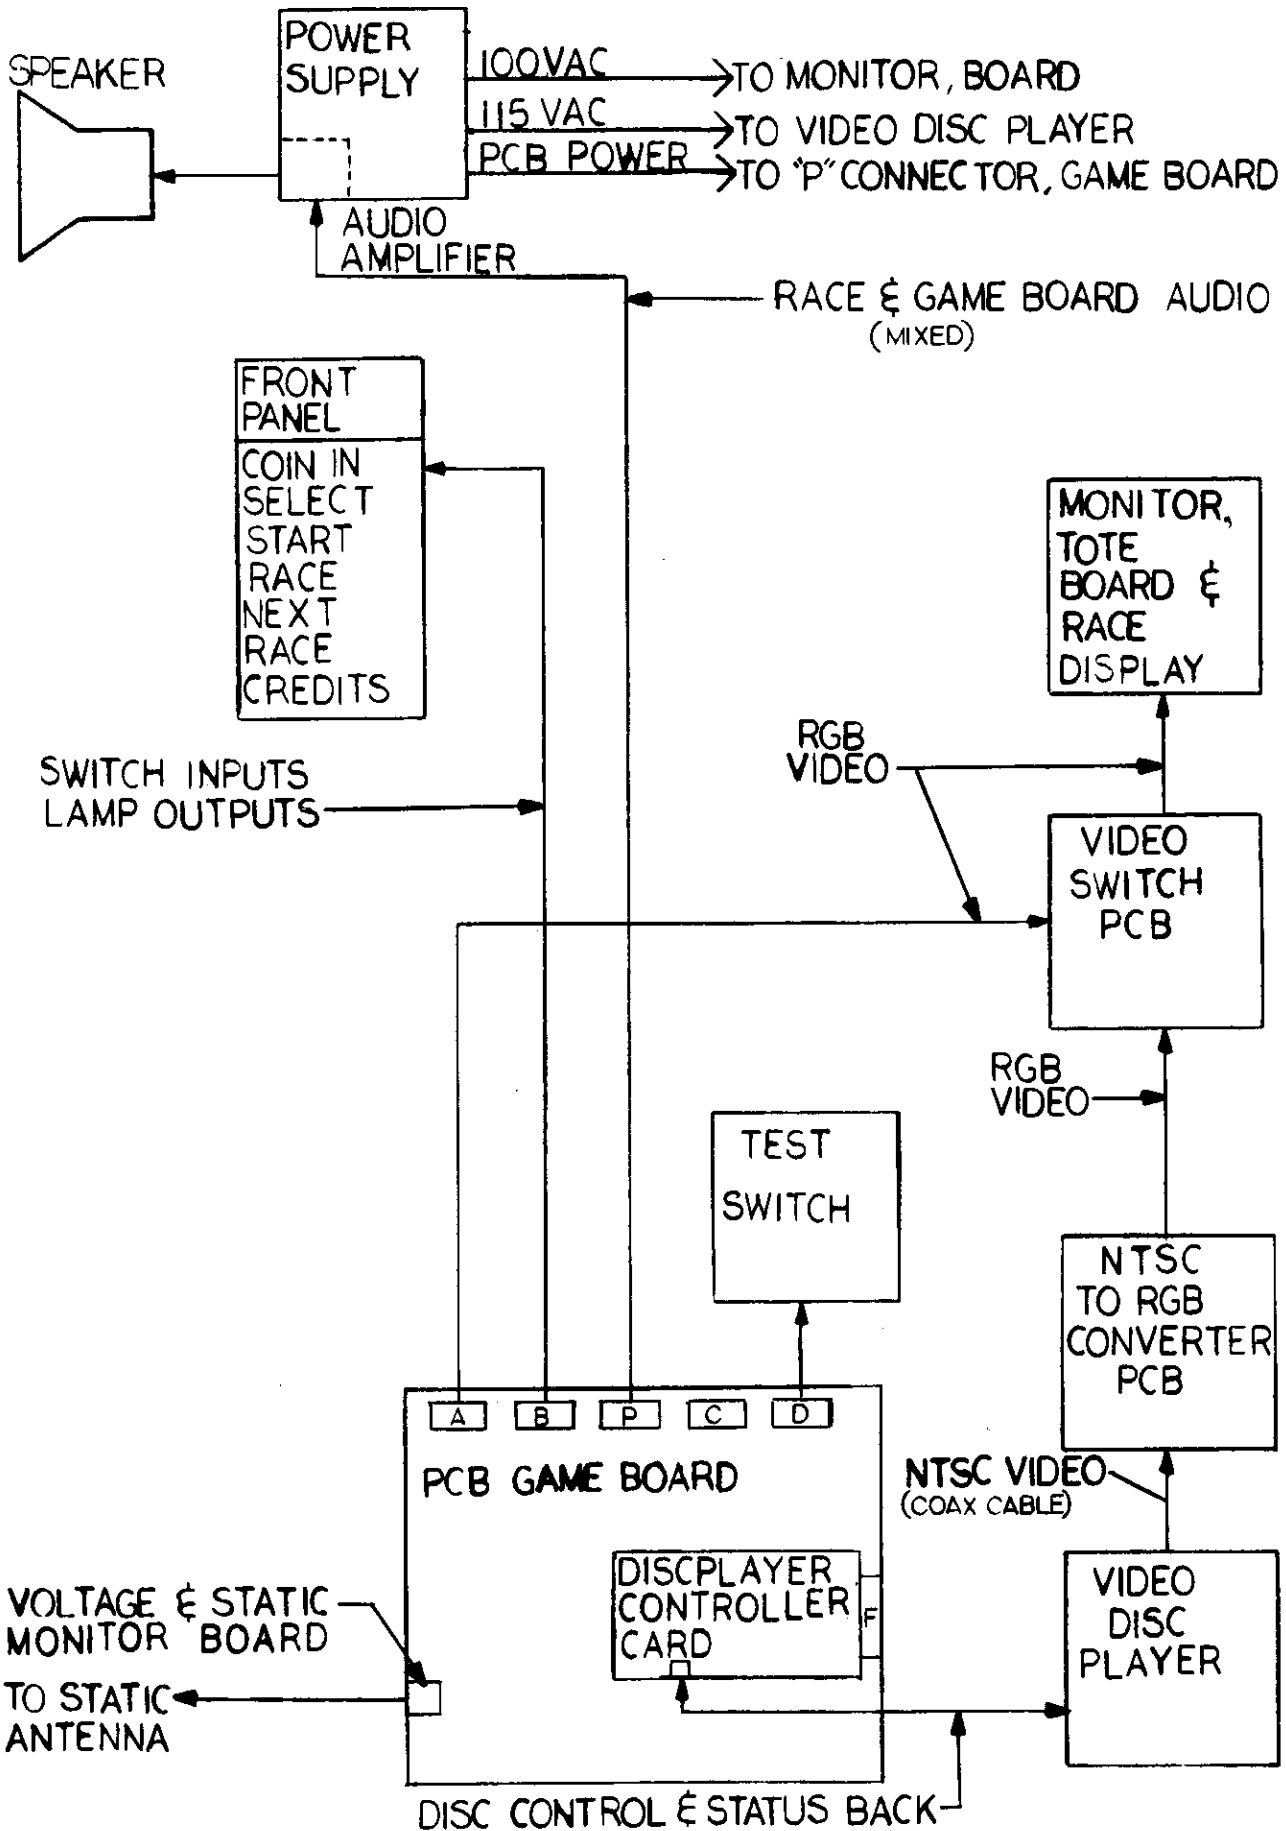 SPEAKER
POWER
SUPPLY
100VAC
TO MONITOR, BOARD
115 VAC
TO VIDEO DISC PLAYER
PCB POWER
TO "P" CONNECTOR, GAME BOARD
AUDIO
AMPLIFIER
RACE & GAME BOARD AUDIO
(MIXED)
FRONT
PANEL
COIN IN
SELECT
START
RACE
NEXT
RACE
CREDITS
MONITOR,
TOTE
BOARD &
RACE
DISPLAY
RGB
VIDEO
SWITCH INPUTS
LAMP OUTPUTS
VIDEO
SWITCH
PCB
RGB
VIDEO
TEST
SWITCH
NTSC
TO RGB
CONVERTER
PCB
A
B
P
C
D
PCB GAME BOARD
NTSC VIDEO
(COAX CABLE)
DISCPLAYER
CONTROLLER
CARD
F
VIDEO
DISC
PLAYER
VOLTAGE & STATIC
MONITOR BOARD
TO STATIC
ANTENNA
DISC CONTROL & STATUS BACK